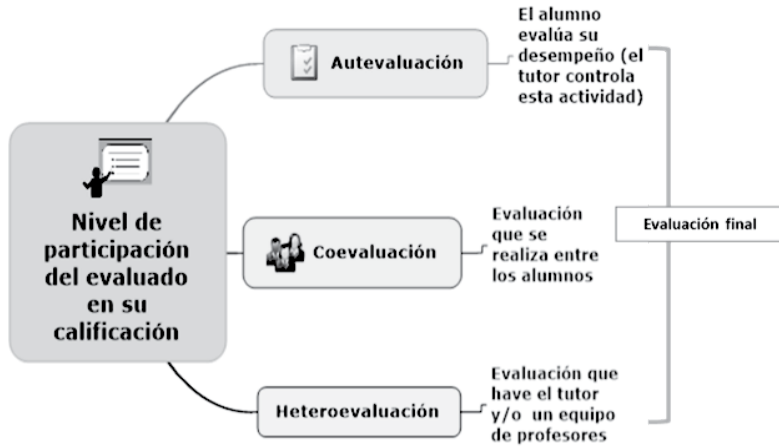 Nivel de
participación
del evaluado
en su
calificación
Autevaluación
El alumno
evalúa su
desempeño (el
tutor controla
esta actividad)
Coevaluación
Evaluación
que se
realiza entre
los alumnos
Heteroevaluación
Evaluación que
have el tutor
y/o un equipo
de profesores
Evaluación final